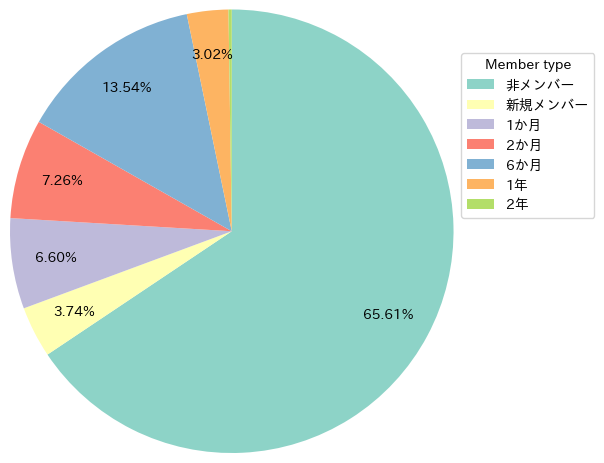 Member type
非メンバー
新規メンバー
1か月
2か月
6か月
1年
2年
3.02%
13.54%
7.26%
6.60%
3.74%
65.61%